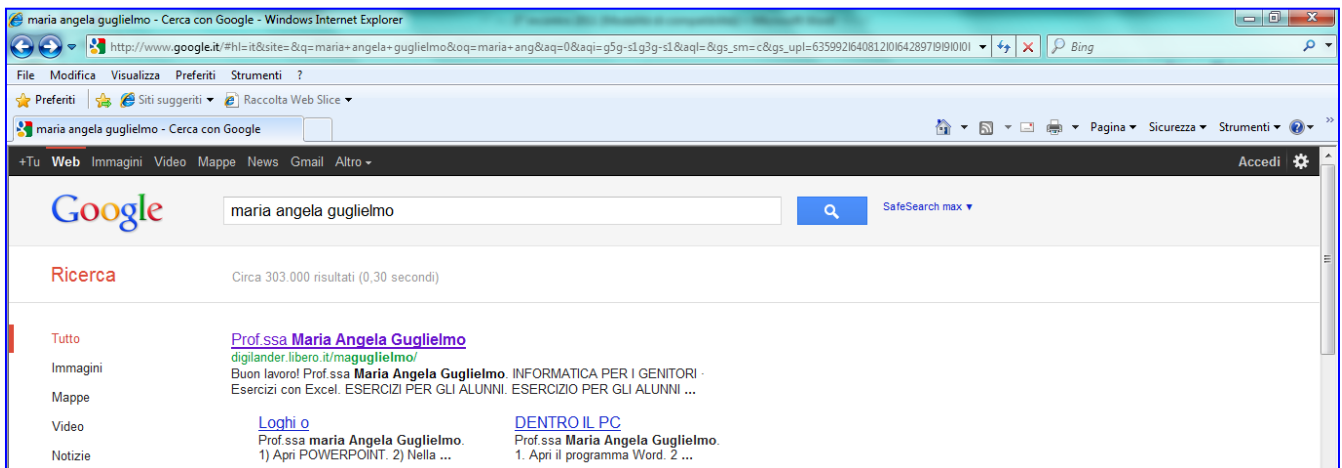 maria angela guglielmo - Cerca con Google - Windows Internet Explorer
http://www.google.it/#hl=it&site=&q=maria+angela+guglielmo&oq=maria+ang&aq=0&aqi=g5g-s1g3g-s1&aql=&gs_sm=c&gs_upl=635992l640812l0l642897l9l9l0l0l
Bing
File Modifica Visualizza Preferiti Strumenti ?
Preferiti Siti suggeriti Raccolta Web Slice
maria angela guglielmo - Cerca con Google Pagina Sicurezza Strumenti
+Tu Web Immagini Video Mappe News Gmail Altro Accedi
Google maria angela guglielmo SafeSearch max
Ricerca Circa 303.000 risultati (0,30 secondi)
Tutto
Immagini
Mappe
Video
Notizie
Prof.ssa Maria Angela Guglielmo
digilander.libero.it/maguglielmo/
Buon lavoro! Prof.ssa Maria Angela Guglielmo. INFORMATICA PER I GENITORI ·
Esercizi con Excel. ESERCIZI PER GLI ALUNNI. ESERCIZIO PER GLI ALUNNI ...
Loghi o
Prof.ssa maria Angela Guglielmo.
1) Apri POWERPOINT. 2) Nella ...
DENTRO IL PC
Prof.ssa Maria Angela Guglielmo.
1. Apri il programma Word. 2 ...